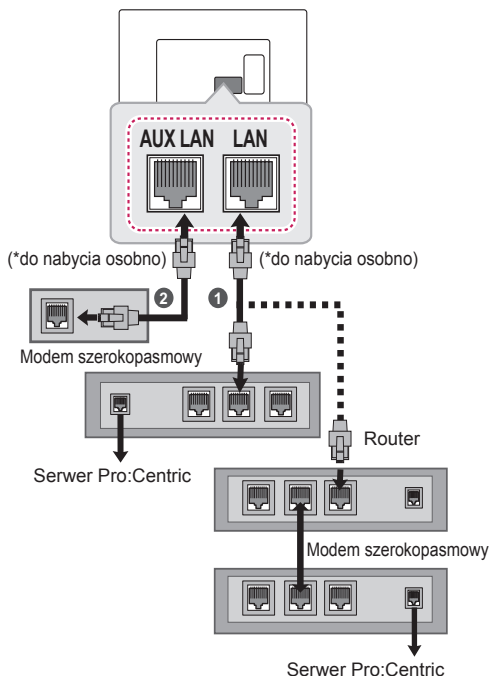 AUX LAN LAN
(*do nabycia osobno) (*do nabycia osobno)
2 1
Modem szerokopasmowy
Router
Serwer Pro:Centric
Modem szerokopasmowy
Serwer Pro:Centric